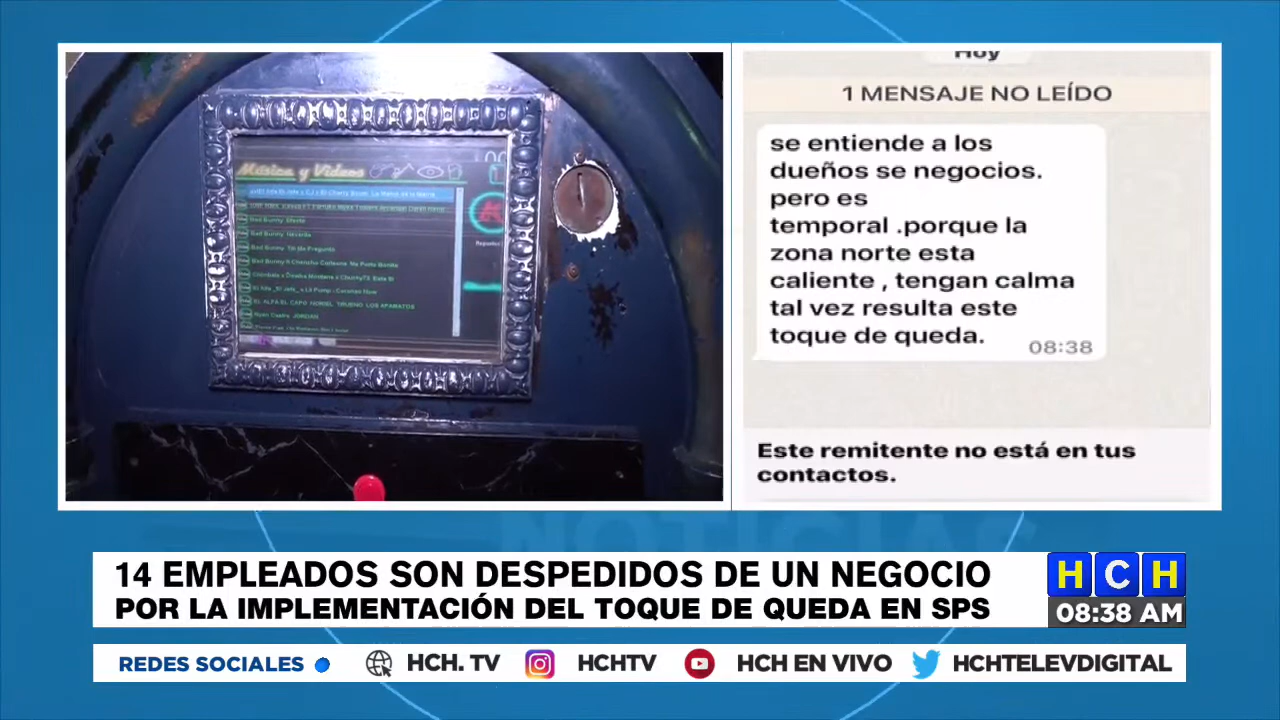 Música y Videos
Bad Bunny
Hoy
1 MENSAJE NO LEÍDO
se entiende a los
dueños se negocios.
pero es
temporal .porque la
zona norte esta
caliente , tengan calma
tal vez resulta este
toque de queda.
08:38
Este remitente no está en tus
contactos.
NOTICIAS
14 EMPLEADOS SON DESPEDIDOS DE UN NEGOCIO
POR LA IMPLEMENTACIÓN DEL TOQUE DE QUEDA EN SPS
HCH
08:38 AM
REDES SOCIALES
HCH. TV
HCHTV
HCH EN VIVO
HCHTELEVDIGITAL